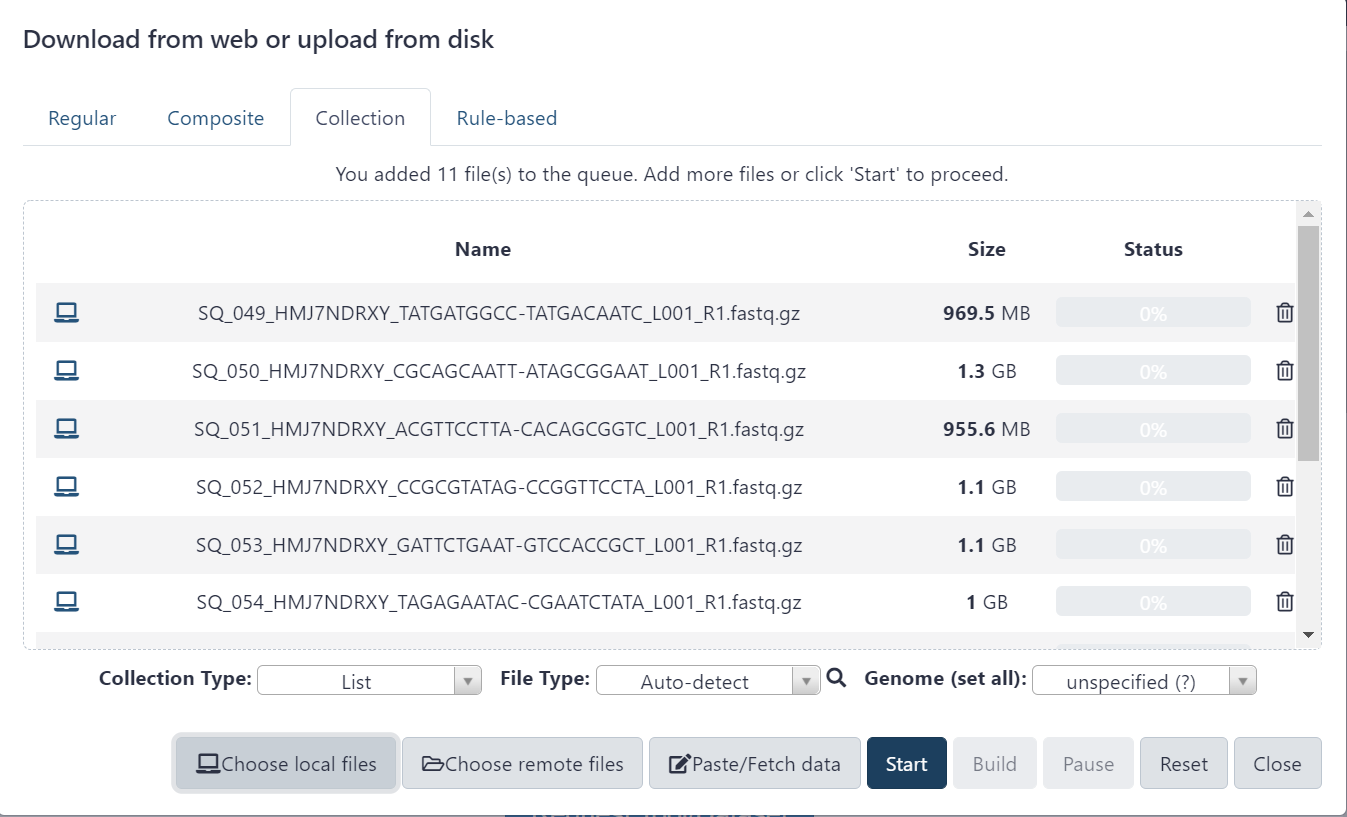 Download from web or upload from disk
Regular Composite Collection Rule-based
You added 11 file(s) to the queue. Add more files or click 'Start' to proceed.
Name Size Status
SQ_049_HMJ7NDRXY_TATGATGGCC-TATGACAATC_L001_R1.fastq.gz 969.5 MB 0%
SQ_050_HMJ7NDRXY_CGCAGCAATT-ATAGCGGAAT_L001_R1.fastq.gz 1.3 GB 0%
SQ_051_HMJ7NDRXY_ACGTTCCTTA-CACAGCGGTC_L001_R1.fastq.gz 955.6 MB 0%
SQ_052_HMJ7NDRXY_CCGCGTATAG-CCGGTTCCTA_L001_R1.fastq.gz 1.1 GB 0%
SQ_053_HMJ7NDRXY_GATTCTGAAT-GTCCACCGCT_L001_R1.fastq.gz 1.1 GB 0%
SQ_054_HMJ7NDRXY_TAGAGAATAC-CGAATCTATA_L001_R1.fastq.gz 1 GB 0%
Collection Type: List File Type: Auto-detect Genome (set all): unspecified (?)
Choose local files Choose remote files Paste/Fetch data Start Build Pause Reset Close